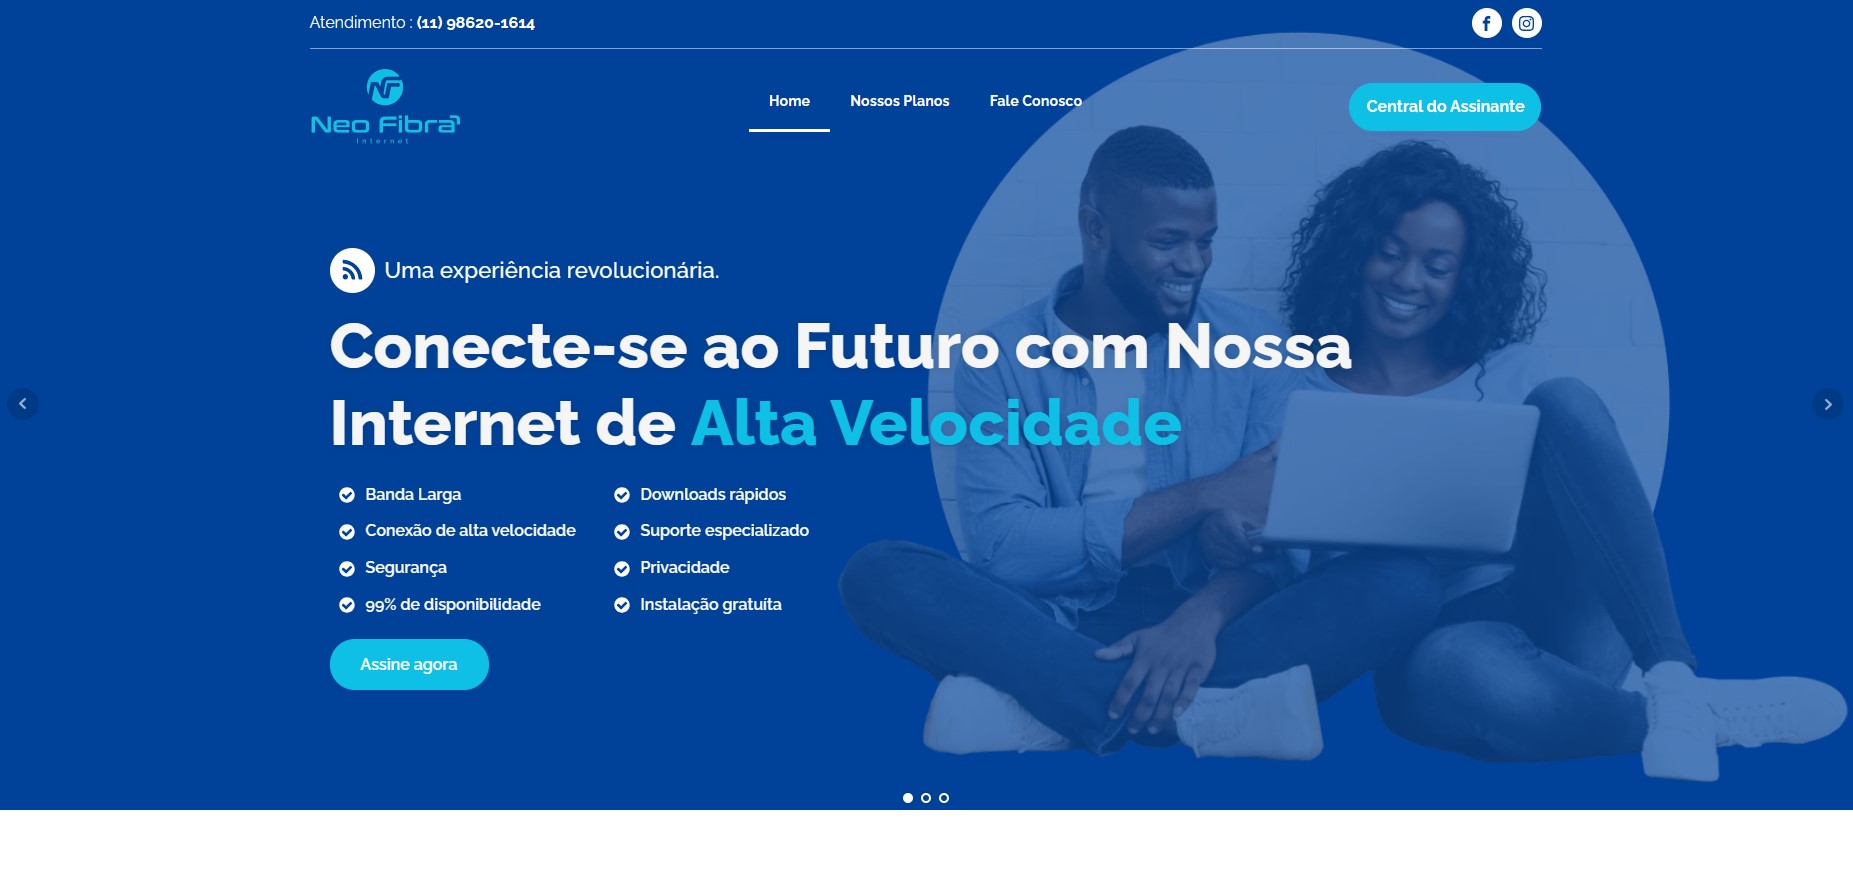 Atendimento : (11) 98620-1614
Neo Fibra
Internet
Home Nossos Planos Fale Conosco
Central do Assinante
Uma experiência revolucionária.
Conecte-se ao Futuro com Nossa
Internet de Alta Velocidade
Banda Larga
Conexão de alta velocidade
Segurança
99% de disponibilidade
Downloads rápidos
Suporte especializado
Privacidade
Instalação gratuíta
Assine agora